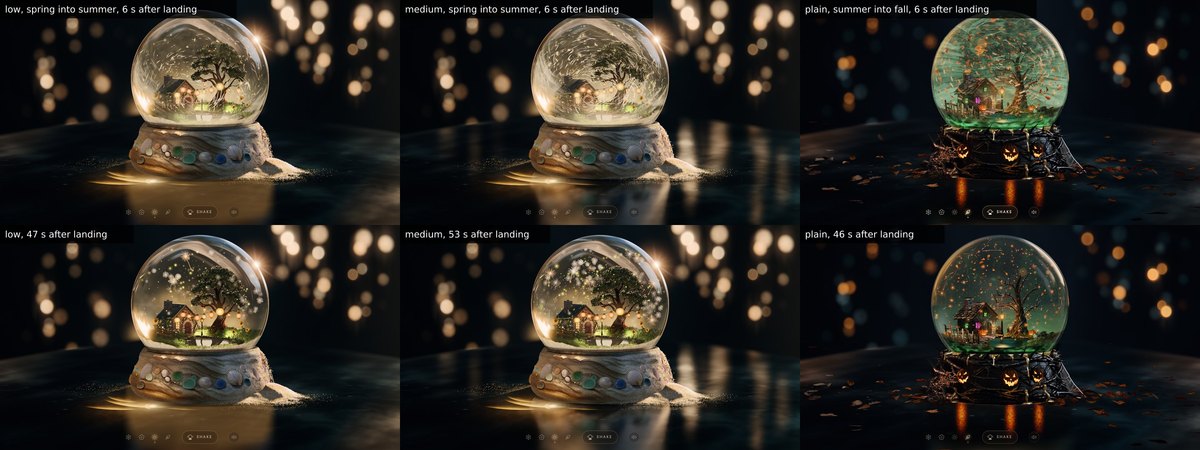 low, spring into summer, 6 s after landing
medium, spring into summer, 6 s after landing
plain, summer into fall, 6 s after landing
SHAKE
SHAKE
SHAKE
low, 47 s after landing
medium, 53 s after landing
plain, 46 s after landing
SHAKE
SHAKE
SHAKE